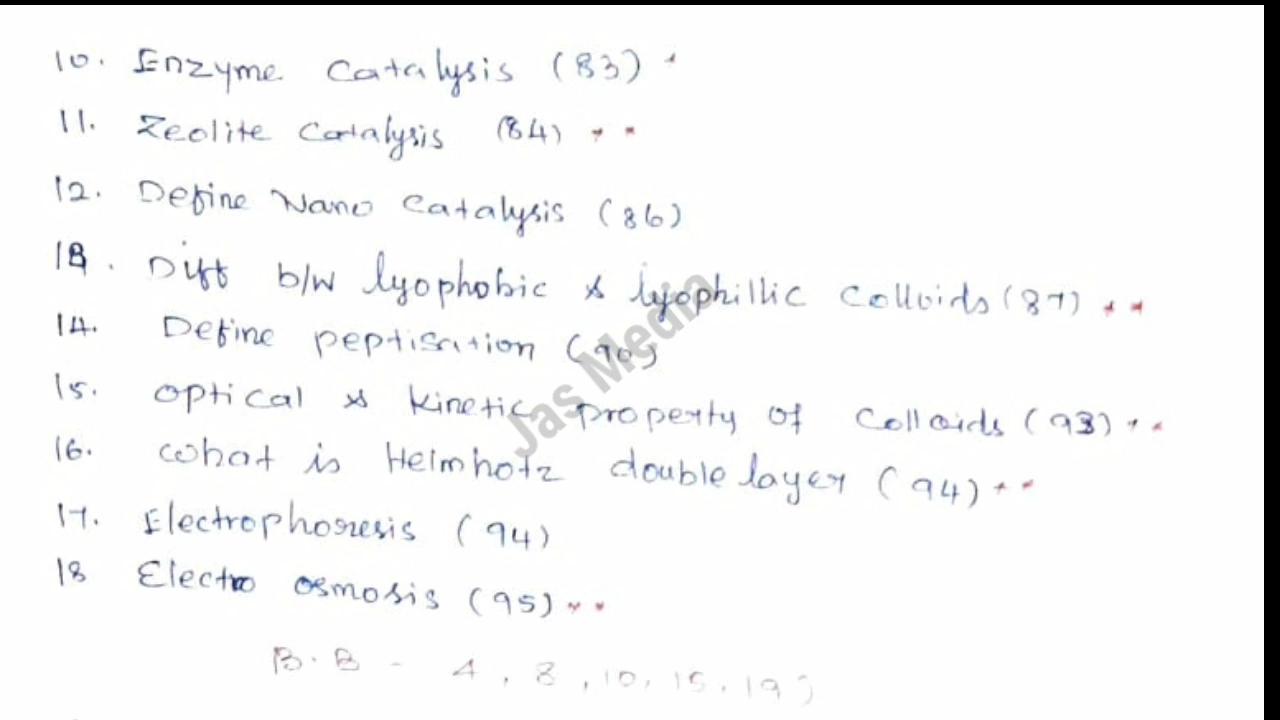 10. Enzyme Catalysis (83) *
11. Zeolite Catalysis (84) * *
12. Define Nano Catalysis (86)
13. Diff b/w lyophobic & lyophillic Colloids (87) * *
14. Define peptisation (90)
15. Optical & kinetic property of Colloids (93) * *
16. What is Helmhotz double layer (94) * *
17. Electrophoresis (94)
18 Electro osmosis (95) * *
B.B - 4, 8, 10, 15, 19)
Jas Media